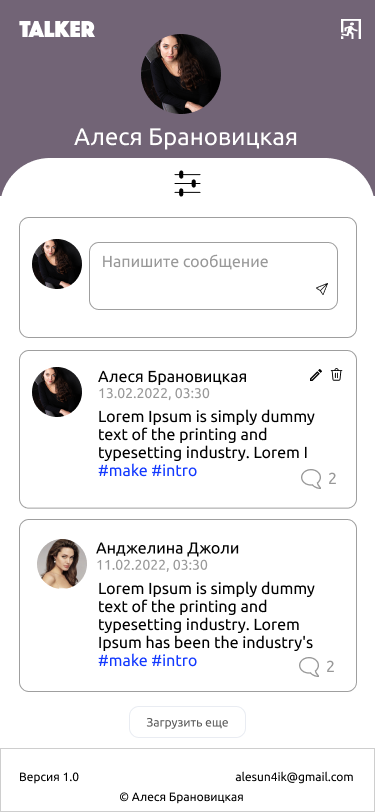 TALKER
Алеся Брановицкая
Напишите сообщение
Алеся Брановицкая
13.02.2022, 03:30
Lorem Ipsum is simply dummy
text of the printing and
typesetting industry. Lorem I
#make #intro
2
Анджелина Джоли
11.02.2022, 03:30
Lorem Ipsum is simply dummy
text of the printing and
typesetting industry. Lorem
Ipsum has been the industry's
#make #intro
2
Загрузить еще
Версия 1.0 alesun4ik@gmail.com
© Алеся Брановицкая